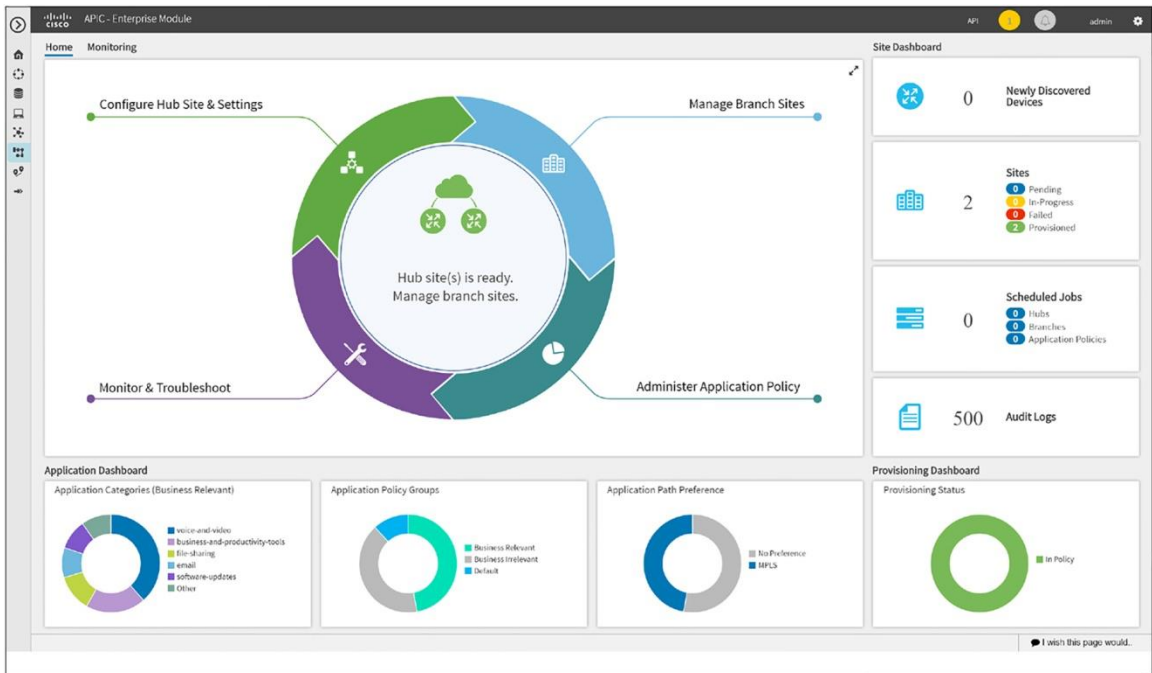 CISCO
APIC - Enterprise Module
API
1
admin
Home
Monitoring
Configure Hub Site & Settings
Manage Branch Sites
Hub site(s) is ready.
Manage branch sites.
Monitor & Troubleshoot
Administer Application Policy
Site Dashboard
0
Newly Discovered
Devices
2
Sites
0 Pending
0 In-Progress
0 Failed
2 Provisioned
0
Scheduled Jobs
0 Hubs
0 Branches
0 Application Policies
500
Audit Logs
Application Dashboard
Application Categories (Business Relevant)
voice-and-video
business-and-productivity-tools
file-sharing
email
software-updates
Other
Application Policy Groups
Business Relevant
Business Irrelevant
Default
Application Path Preference
No Preference
MPLS
Provisioning Dashboard
Provisioning Status
In Policy
I wish this page would..